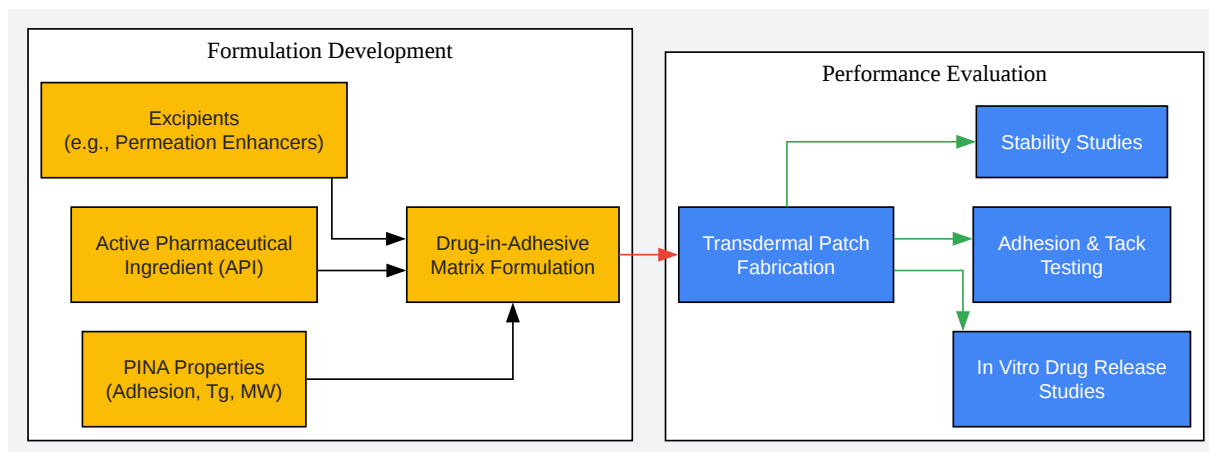 Formulation Development
Excipients
(e.g., Permeation Enhancers)
Active Pharmaceutical
Ingredient (API)
PINA Properties
(Adhesion, Tg, MW)
Drug-in-Adhesive
Matrix Formulation
Performance Evaluation
Transdermal Patch
Fabrication
Stability Studies
Adhesion & Tack
Testing
In Vitro Drug Release
Studies